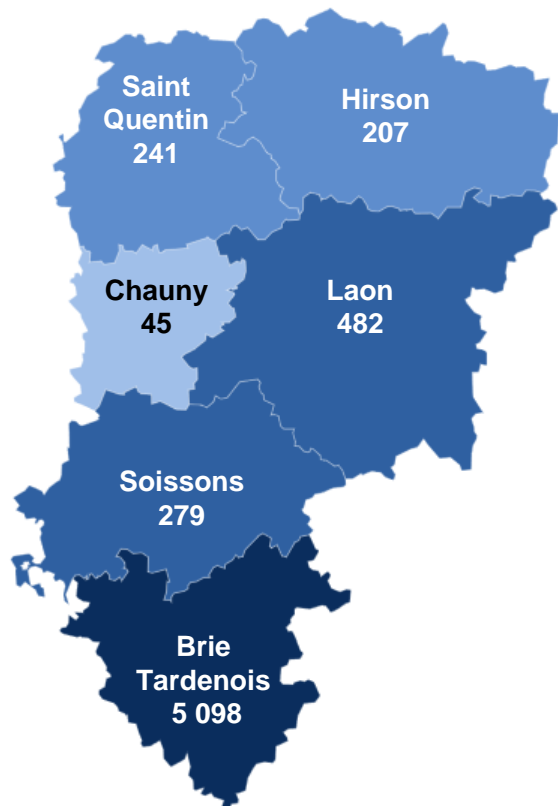 Saint
Quentin
241
Hirson
207
Chauny
45
Laon
482
Soissons
279
Brie
Tardenois
5 098